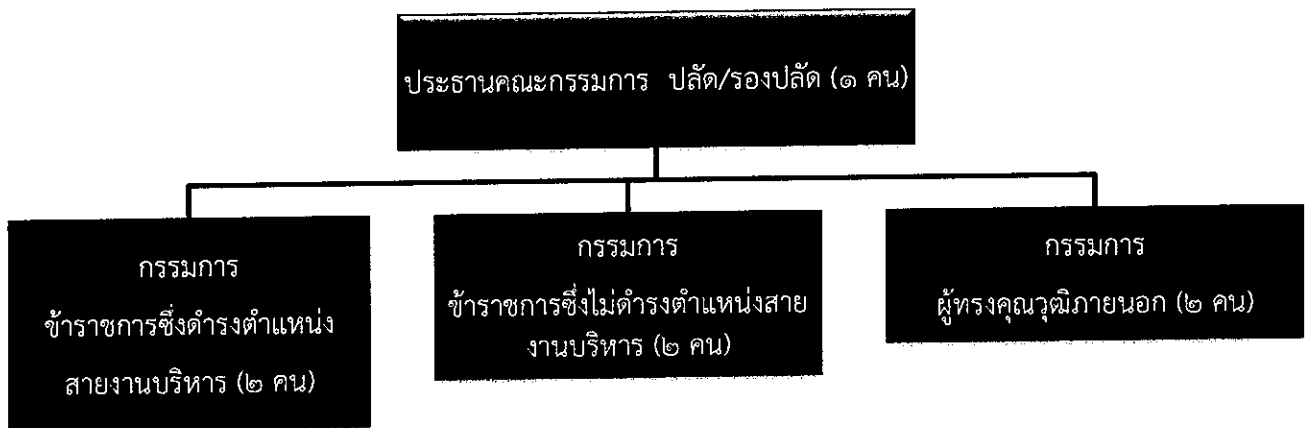 ประธานคณะกรรมการ ปลัด/รองปลัด (๑ คน)
กรรมการ
ข้าราชการซึ่งดำรงตำแหน่ง
สายงานบริหาร (๒ คน)
กรรมการ
ข้าราชการซึ่งไม่ดำรงตำแหน่งสาย
งานบริหาร (๒ คน)
กรรมการ
ผู้ทรงคุณวุฒิภายนอก (๒ คน)